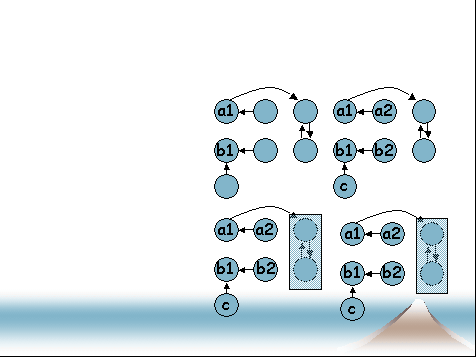 a1 a1 a2
b1 b1 b2
c
a1 a2 a1 a2
b1 b2 b1 b2
c c